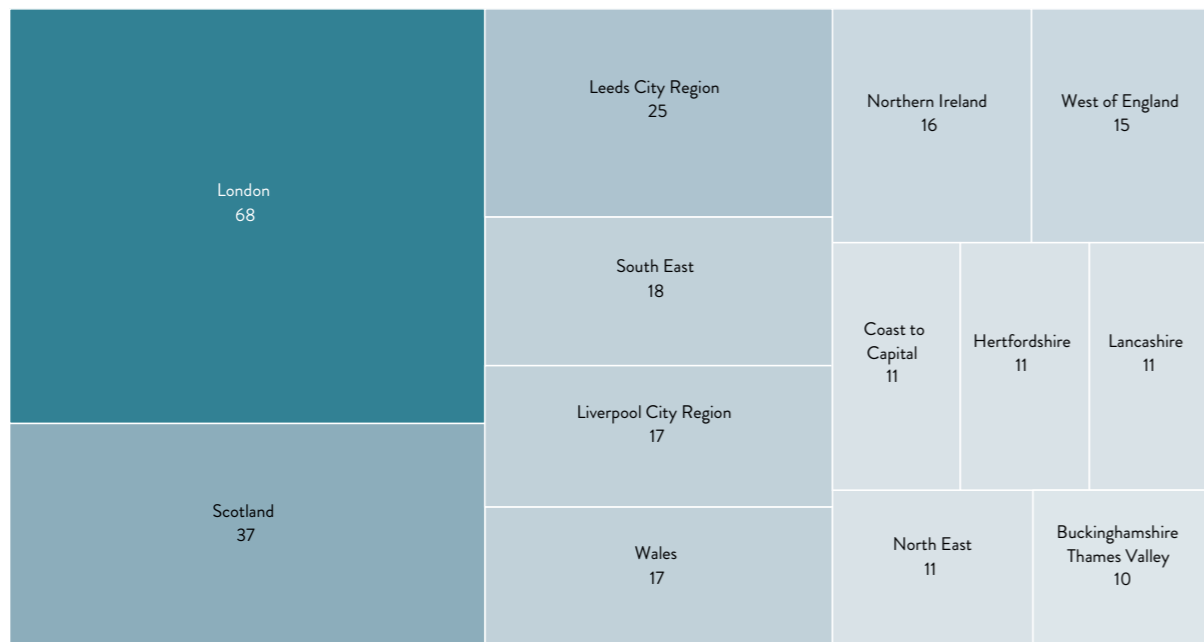 London
68
Scotland
37
Leeds City Region
25
South East
18
Liverpool City Region
17
Wales
17
Northern Ireland
16
West of England
15
Coast to
Capital
11
Hertfordshire
11
Lancashire
11
North East
11
Buckinghamshire
Thames Valley
10